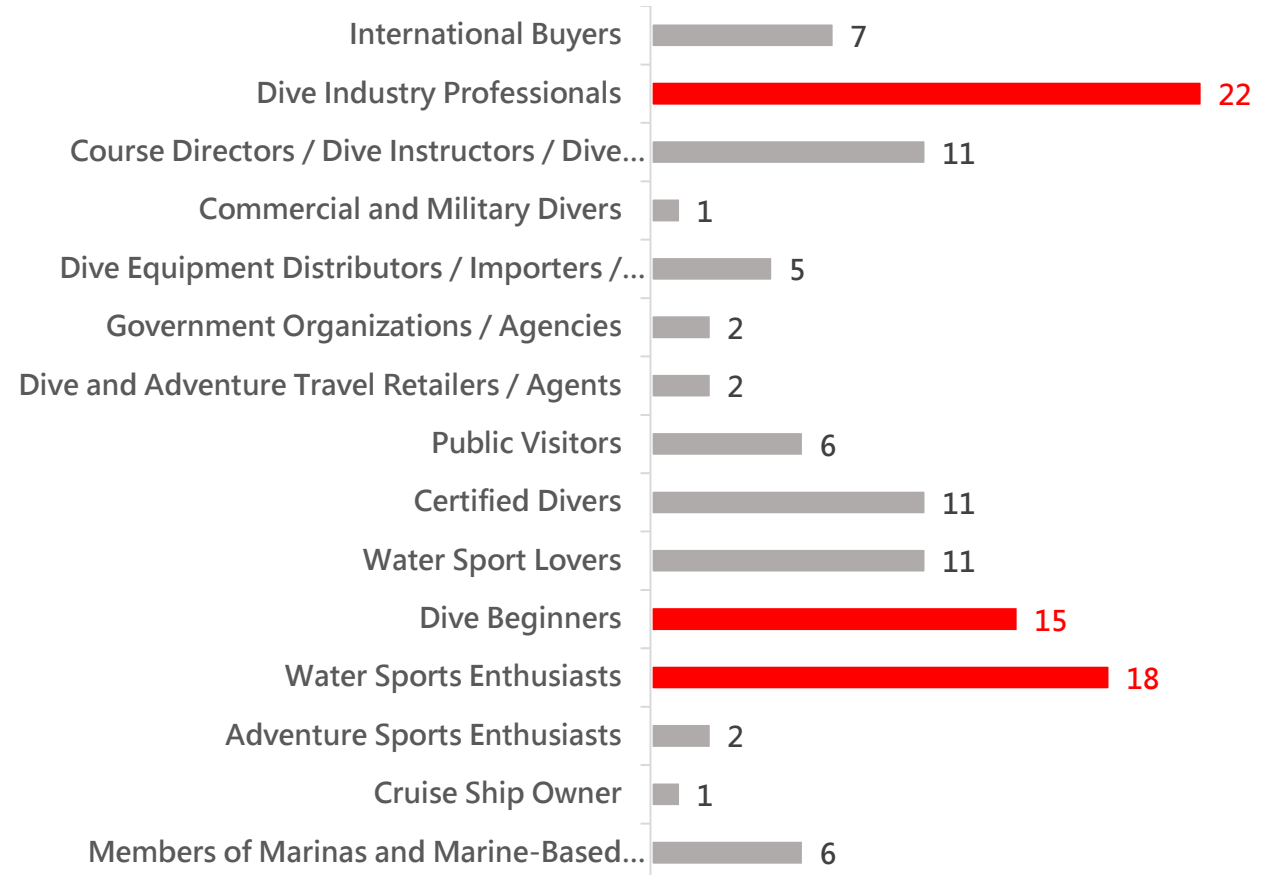 International Buyers 7
Dive Industry Professionals 22
Course Directors / Dive Instructors / Dive... 11
Commercial and Military Divers 1
Dive Equipment Distributors / Importers /... 5
Government Organizations / Agencies 2
Dive and Adventure Travel Retailers / Agents 2
Public Visitors 6
Certified Divers 11
Water Sport Lovers 11
Dive Beginners 15
Water Sports Enthusiasts 18
Adventure Sports Enthusiasts 2
Cruise Ship Owner 1
Members of Marinas and Marine-Based... 6